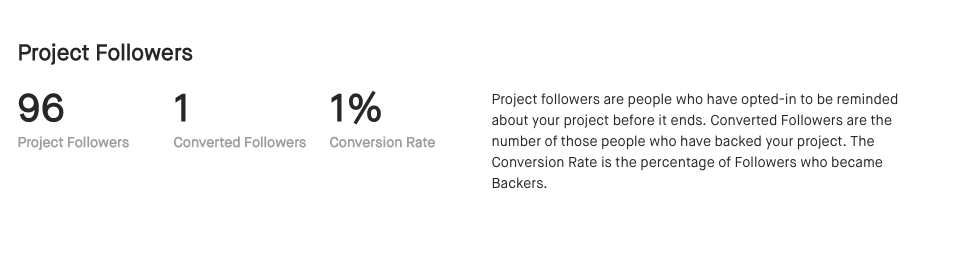 Project Followers
96
Project Followers
1
Converted Followers
1%
Conversion Rate
Project followers are people who have opted-in to be reminded
about your project before it ends. Converted Followers are the
number of those people who have backed your project. The
Conversion Rate is the percentage of Followers who became
Backers.